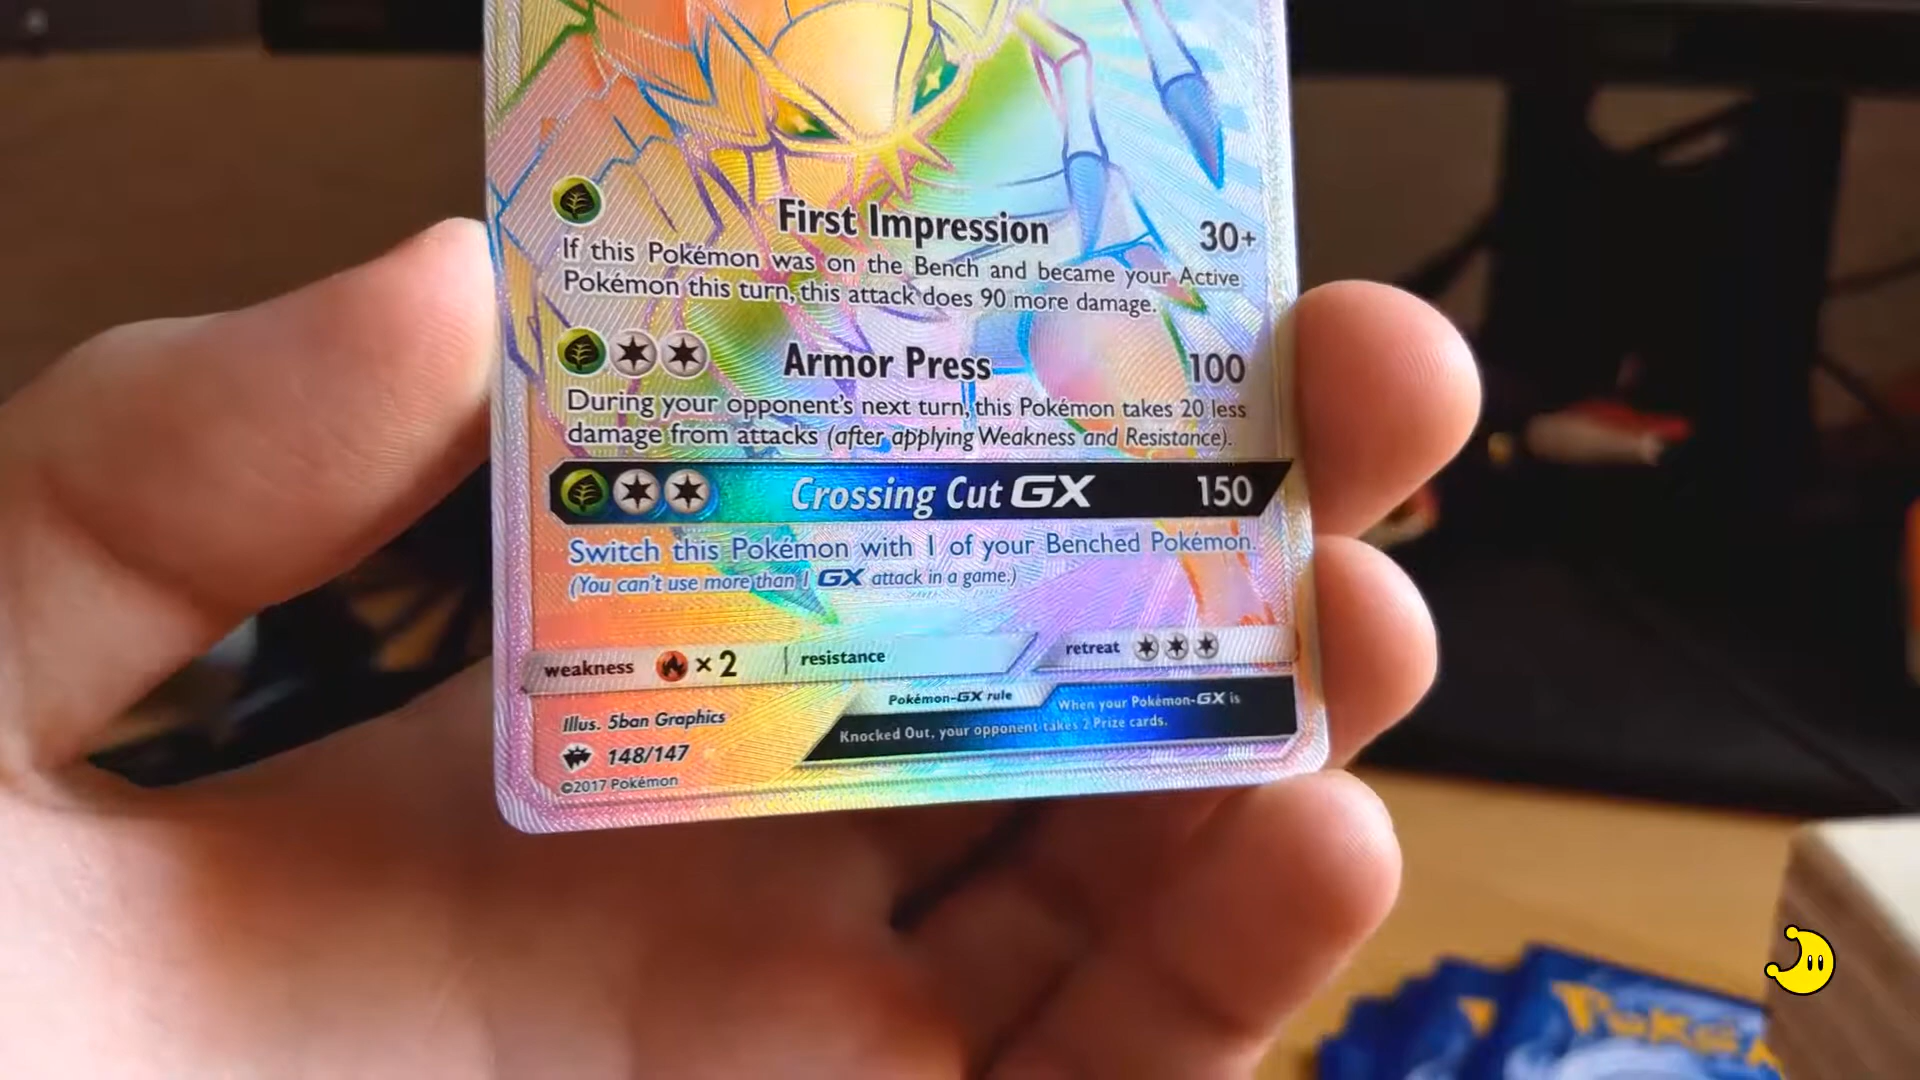 First Impression 30+
If this Pokémon was on the Bench and became your Active
Pokémon this turn, this attack does 90 more damage.
Armor Press 100
During your opponent's next turn, this Pokémon takes 20 less
damage from attacks (after applying Weakness and Resistance).
Crossing Cut GX 150
Switch this Pokémon with 1 of your Benched Pokémon.
(You can't use more than 1 GX attack in a game.)
weakness ×2 resistance retreat
Pokémon-GX rule When your Pokémon-GX is
Knocked Out, your opponent takes 2 Prize cards.
Illus. 5ban Graphics
148/147
©2017 Pokémon